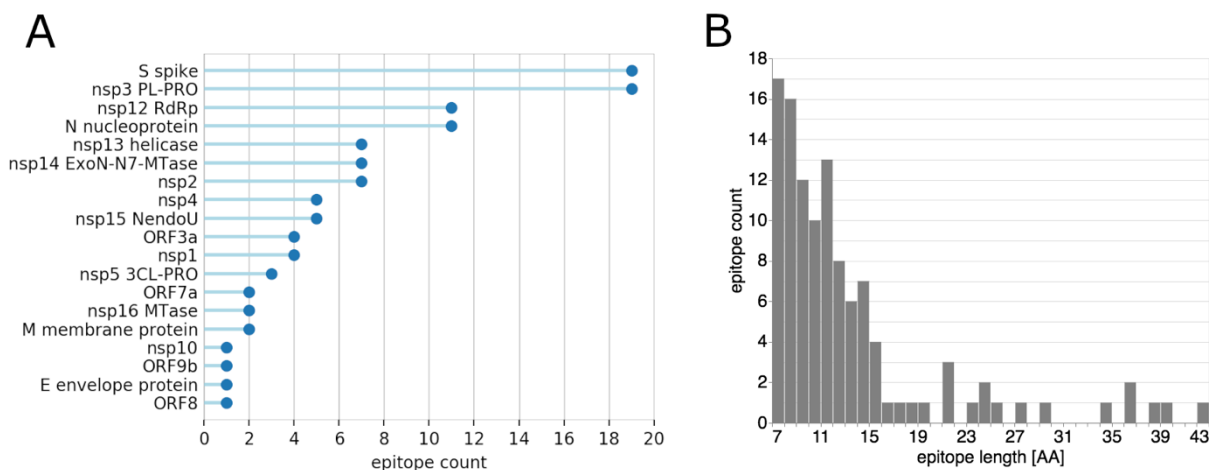 A
S spike
nsp3 PL-PRO
nsp12 RdRp
N nucleoprotein
nsp13 helicase
nsp14 ExoN-N7-MTase
nsp2
nsp4
nsp15 NendoU
ORF3a
nsp1
nsp5 3CL-PRO
ORF7a
nsp16 MTase
M membrane protein
nsp10
ORF9b
E envelope protein
ORF8
0 2 4 6 8 10 12 14 16 18 20
epitope count
B
18
16
14
12
10
8
6
4
2
0
epitope count
7 11 15 19 23 27 31 35 39 43
epitope length [AA]